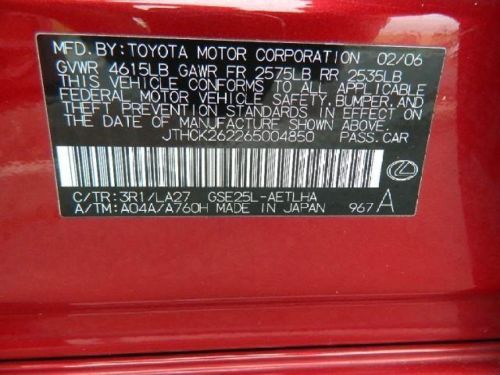 MFD. BY: TOYOTA MOTOR CORPORATION 02/06
GVWR 4615LB GAWR FR 2575LB RR 2535LB
THIS VEHICLE CONFORMS TO ALL APPLICABLE
FEDERAL MOTOR VEHICLE SAFETY, BUMPER, AND
THEFT PREVENTION STANDARDS IN EFFECT ON
THE DATE OF MANUFACTURE SHOWN ABOVE.
JTHCK262265004850 PASS.CAR
C/TR: 3R1/LA27 GSE25L-AETLHA
A/TM: A04A/A760H MADE IN JAPAN 967 A